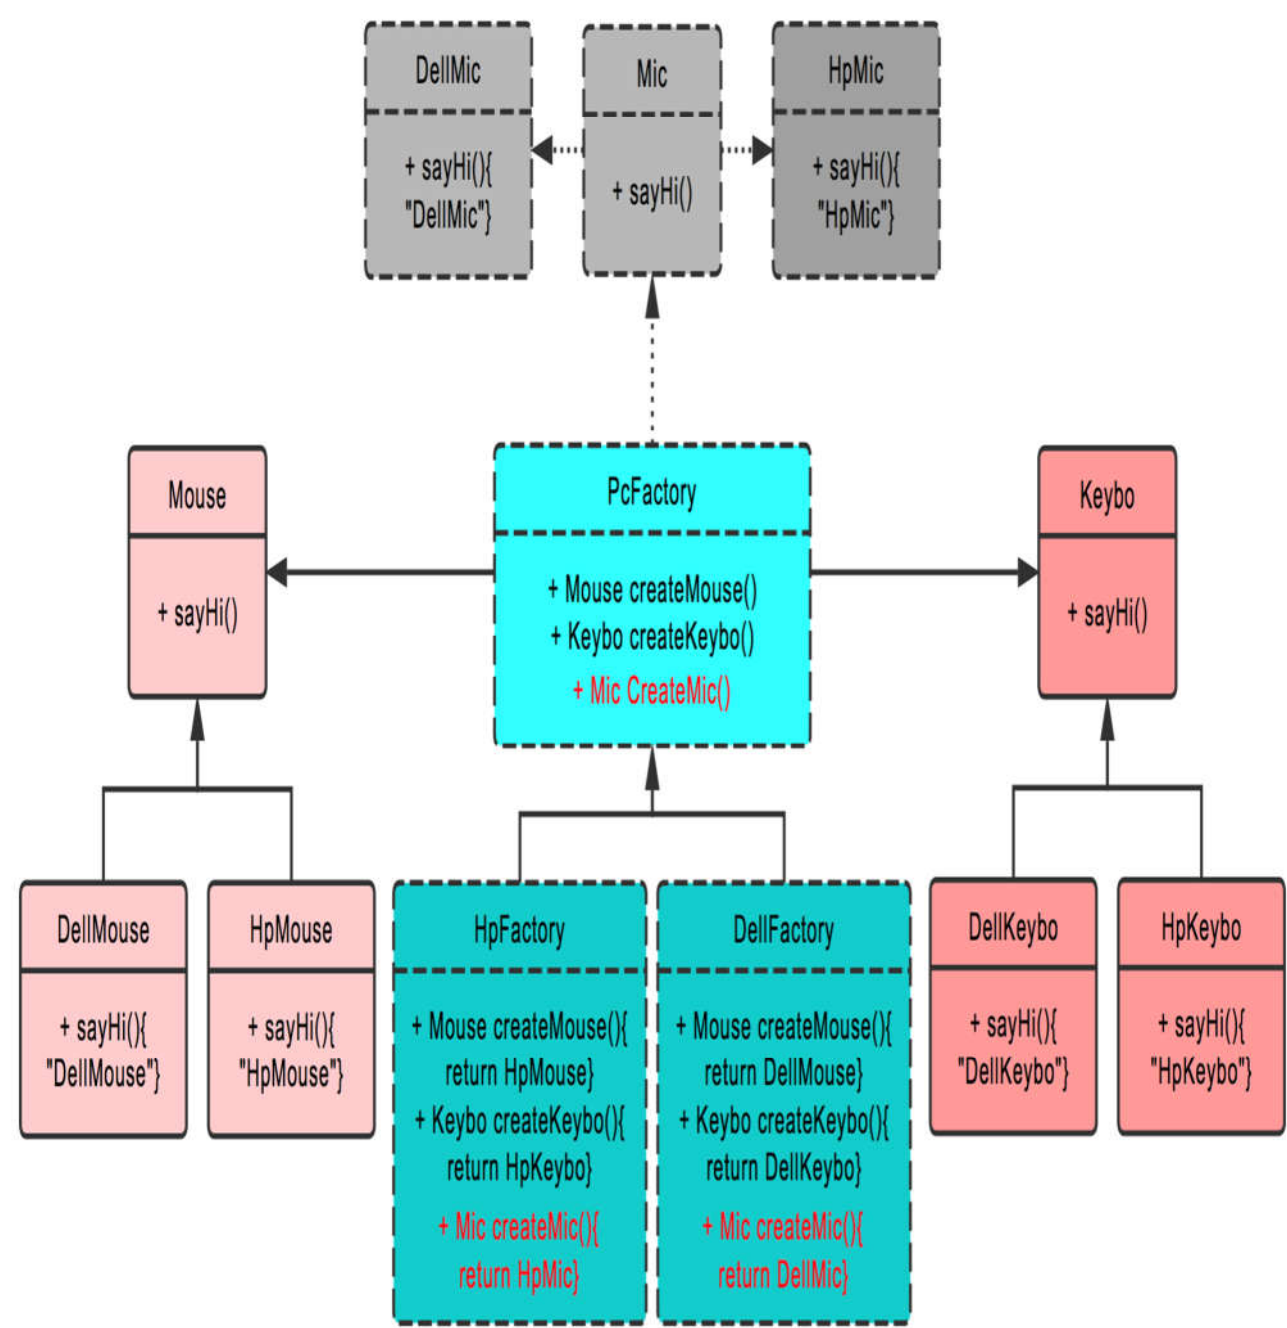 DellMic
+ sayHi(){
"DellMic"}
Mic
+ sayHi()
HpMic
+ sayHi(){
"HpMic"}
Mouse
+ sayHi()
PcFactory
+ Mouse createMouse()
+ Keybo createKeybo()
+ Mic CreateMic()
Keybo
+ sayHi()
DellMouse
+ sayHi(){
"DellMouse"}
HpMouse
+ sayHi(){
"HpMouse"}
HpFactory
+ Mouse createMouse(){
return HpMouse}
+ Keybo createKeybo(){
return HpKeybo}
+ Mic createMic(){
return HpMic}
DellFactory
+ Mouse createMouse(){
return DellMouse}
+ Keybo createKeybo(){
return DellKeybo}
+ Mic createMic(){
return DellMic}
DellKeybo
+ sayHi(){
"DellKeybo"}
HpKeybo
+ sayHi(){
"HpKeybo"}